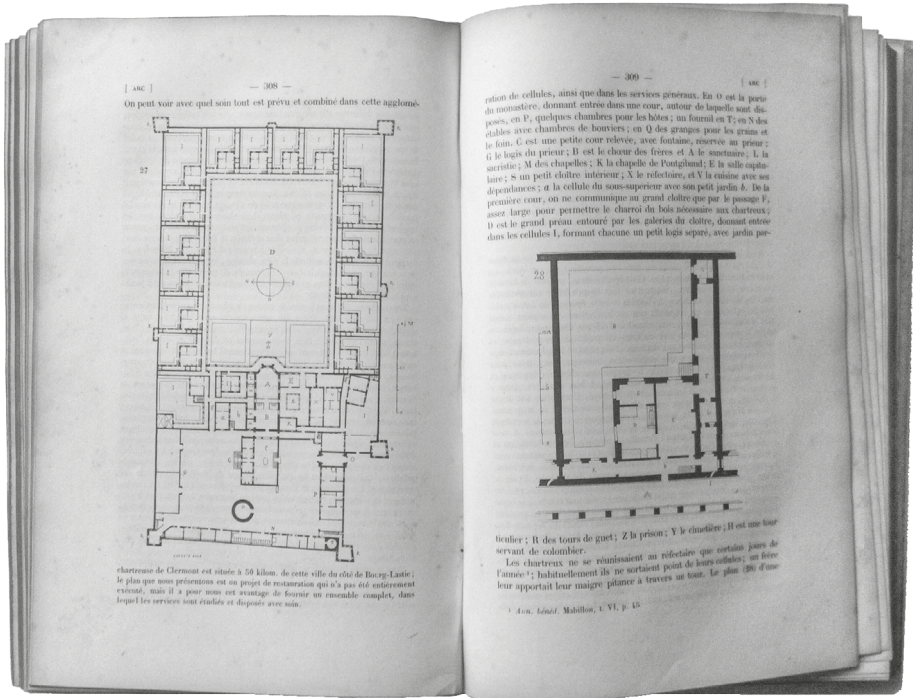 [ ARC ]
— 308 —
On peut voir avec quel soin tout est prévu et combiné dans cette agglomé-
27
D
chartreuse de Clermont est située à 50 kilom. de cette ville du côté de Bourg-Lastic ;
le plan que nous présentons est un projet de restauration qui n'a pas été entièrement
exécuté, mais il a pour nous cet avantage de fournir un ensemble complet, dans
lequel les services sont étudiés et disposés avec soin.
— 309 —
[ ARC ]
ration de cellules, ainsi que dans les services généraux. En O est la porte
du monastère, donnant entrée dans une cour, autour de laquelle sont dis-
posés, en P, quelques chambres pour les hôtes ; un fournil en T ; en N des
étables avec chambres de bouviers ; en Q des granges pour les grains et
le foin. C est une petite cour relevée, avec fontaine, réservée au prieur ;
G le logis du prieur ; B est le chœur des frères et A le sanctuaire ; L la
sacristie ; M des chapelles ; K la chapelle de Pontgibaud ; E la salle capitu-
laire ; S un petit cloître intérieur ; X le réfectoire, et V la cuisine avec ses
dépendances ; a la cellule du sous-supérieur avec son petit jardin b. De la
première cour, on ne communique au grand cloître que par le passage F,
assez large pour permettre le charroi du bois nécessaire aux chartreux ;
D est le grand préau entouré par les galeries du cloître, donnant entrée
dans les cellules I, formant chacune un petit logis séparé, avec jardin par-
28
ticulier ; R des tours de guet ; Z la prison ; Y le cimetière ; H est une tour
servant de colombier.
Les chartreux ne se réunissaient au réfectoire que certains jours de
l'année ¹ ; habituellement ils ne sortaient point de leurs cellules ; un frère
leur apportait leur maigre pitance à travers un tour. Le plan (28) d'une
¹ Ann. bénéd. Mabillon, t. VI, p. 45.